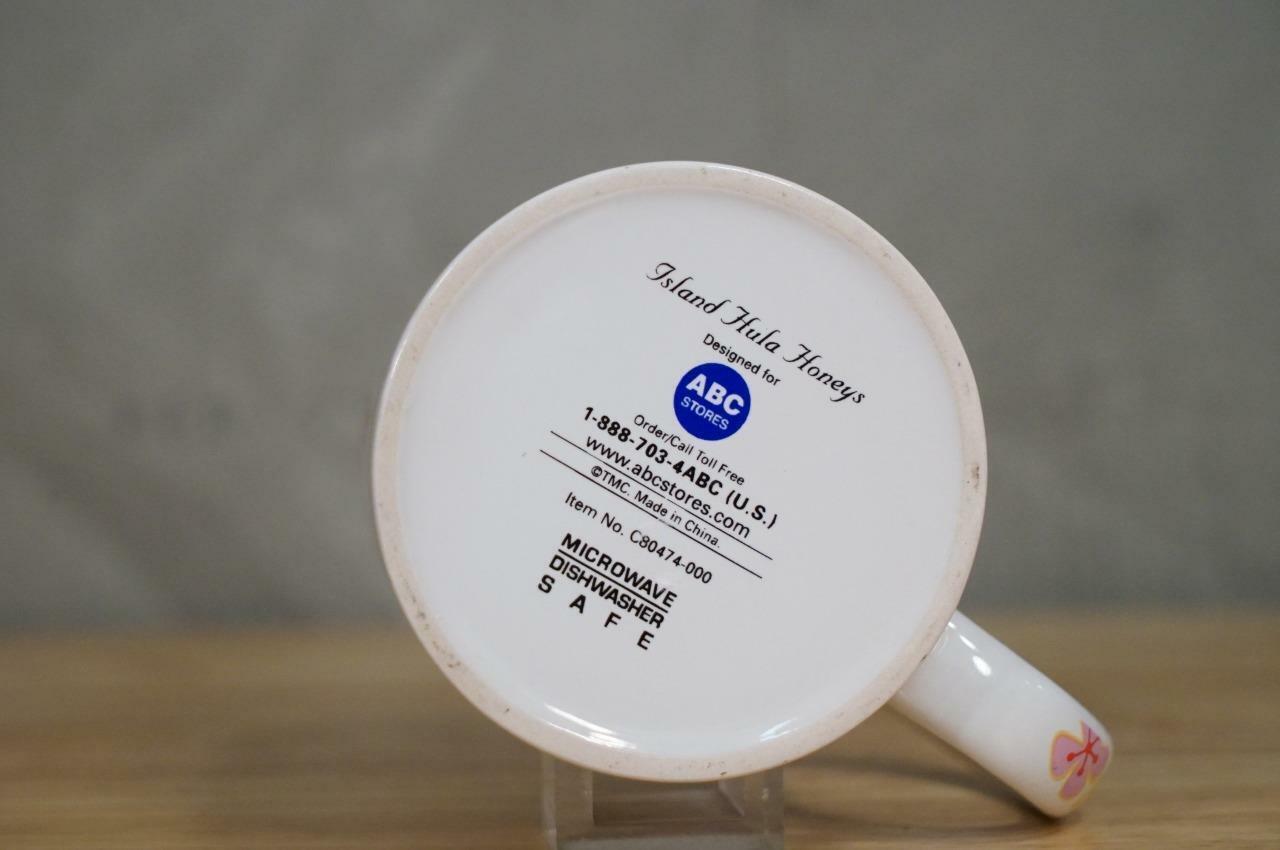 Island Hula Honeys
Designed for
ABC
STORES
Order/Call Toll Free
1-888-703-4ABC (U.S.)
www.abcstores.com
©TMC. Made in China.
Item No. C80474-000
MICROWAVE
DISHWASHER
SAFE